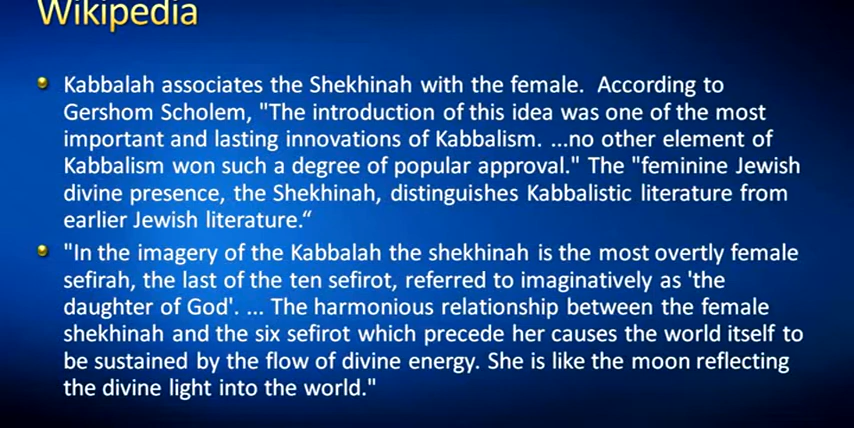 Wikipedia
Kabbalah associates the Shekhinah with the female. According to
Gershom Scholem, "The introduction of this idea was one of the most
important and lasting innovations of Kabbalism. ...no other element of
Kabbalism won such a degree of popular approval." The "feminine Jewish
divine presence, the Shekhinah, distinguishes Kabbalistic literature from
earlier Jewish literature.“
"In the imagery of the Kabbalah the shekhinah is the most overtly female
sefirah, the last of the ten sefirot, referred to imaginatively as 'the
daughter of God'. ... The harmonious relationship between the female
shekhinah and the six sefirot which precede her causes the world itself to
be sustained by the flow of divine energy. She is like the moon reflecting
the divine light into the world."